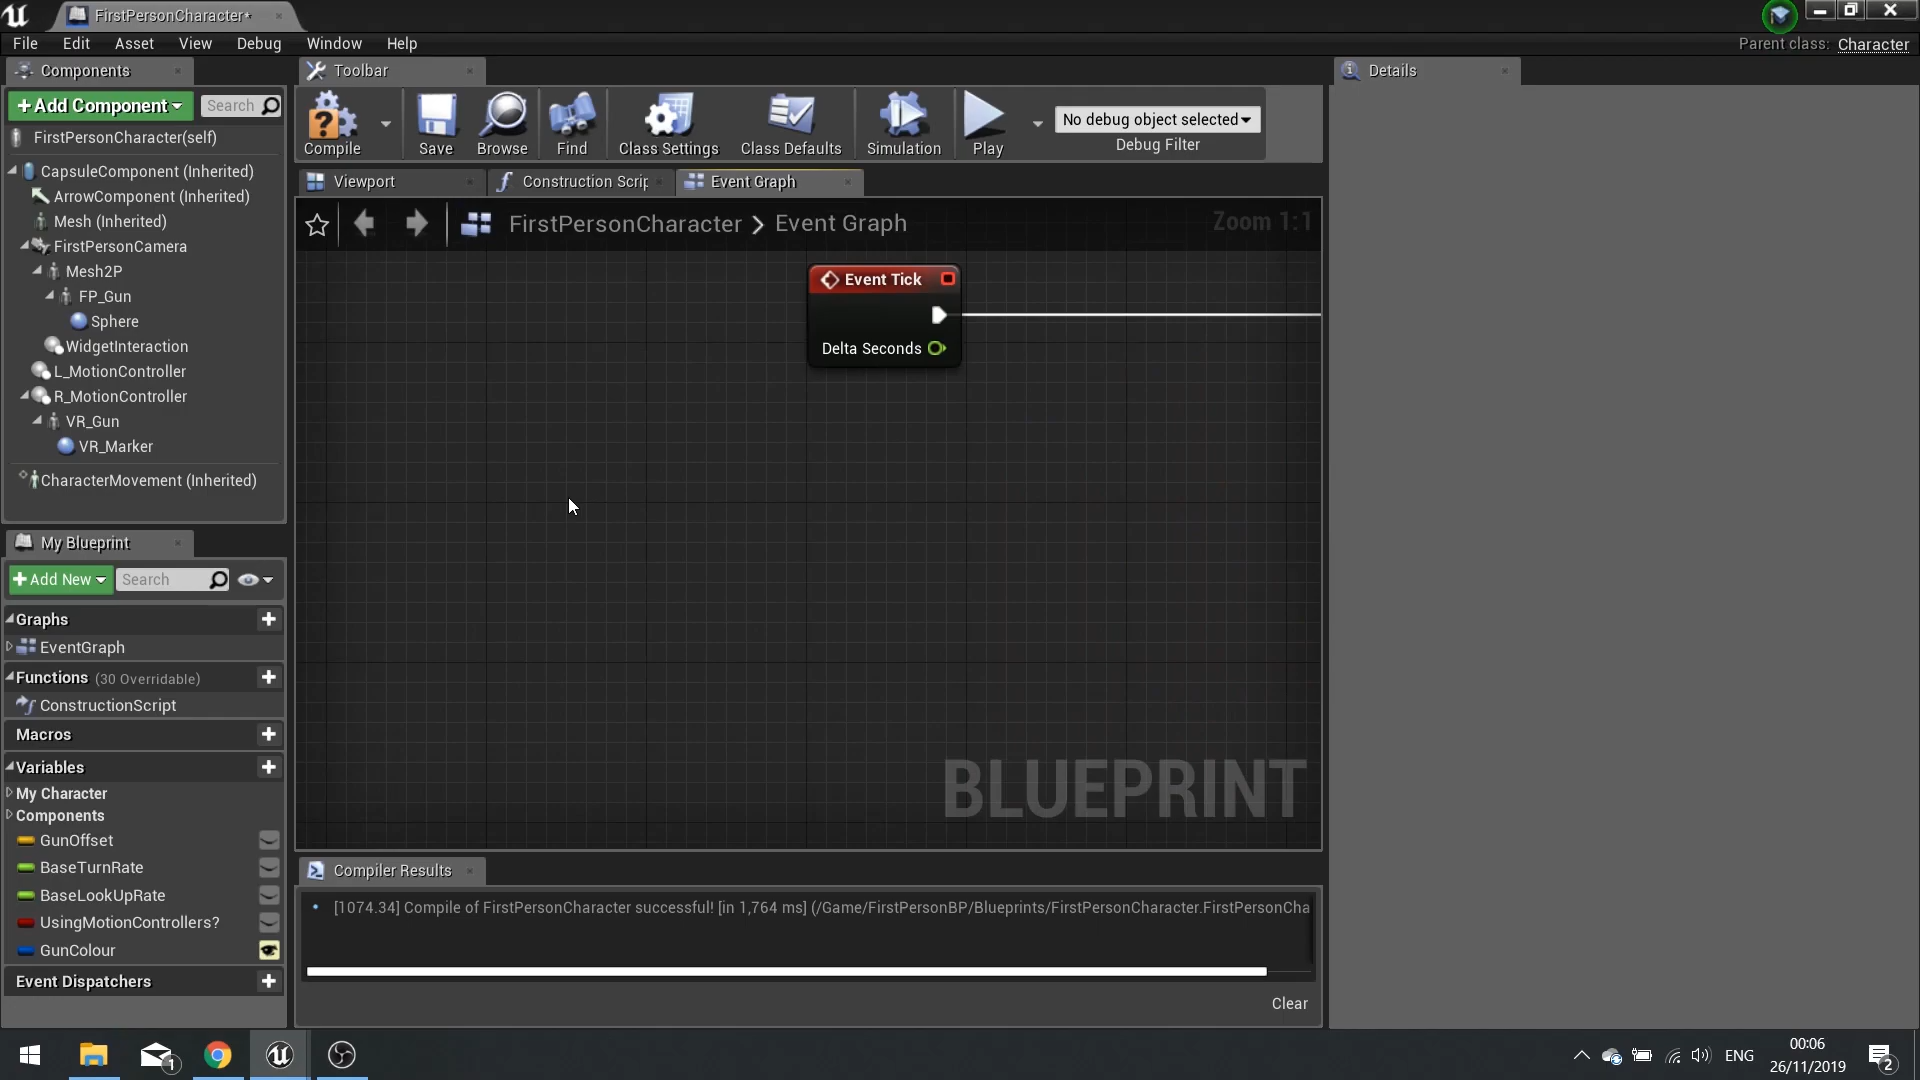 FirstPersonCharacter*
File Edit Asset View Debug Window Help
Parent class: Character
Components
Toolbar
Details
+Add Component
Search
FirstPersonCharacter(self)
CapsuleComponent (Inherited)
ArrowComponent (Inherited)
Mesh (Inherited)
FirstPersonCamera
Mesh2P
FP_Gun
Sphere
WidgetInteraction
L_MotionController
R_MotionController
VR_Gun
VR_Marker
CharacterMovement (Inherited)
Compile
Save
Browse
Find
Class Settings
Class Defaults
Simulation
Play
No debug object selected
Debug Filter
Viewport
Construction Scrip
Event Graph
FirstPersonCharacter > Event Graph
Zoom 1:1
Event Tick
Delta Seconds
BLUEPRINT
My Blueprint
+Add New
Search
Graphs
EventGraph
Functions (30 Overridable)
ConstructionScript
Macros
Variables
My Character
Components
GunOffset
BaseTurnRate
BaseLookUpRate
UsingMotionControllers?
GunColour
Event Dispatchers
Compiler Results
[1074.34] Compile of FirstPersonCharacter successful! [in 1,764 ms] (/Game/FirstPersonBP/Blueprints/FirstPersonCharacter.FirstPersonCha
Clear
1
ENG
00:06
26/11/2019
2